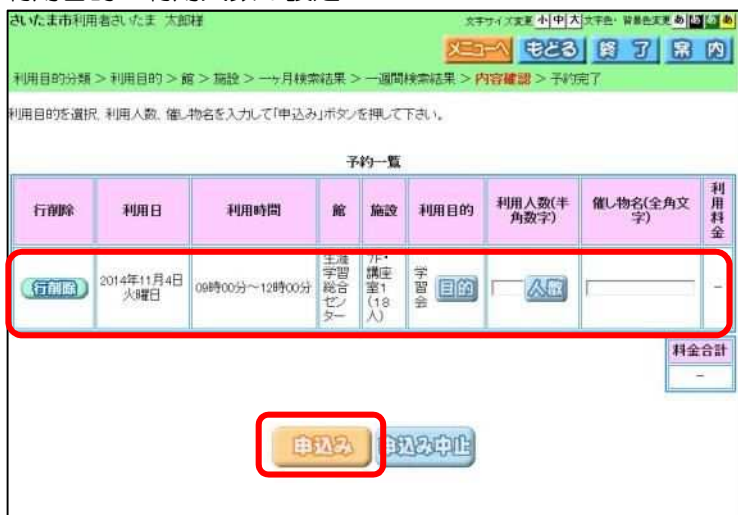 さいたま市利用者さいたま 太郎様
文字サイズ変更 小 中 大 文字色・背景色変更 あ あ あ あ
メニューへ もどる 終了 案内
利用目的分類 > 利用目的 > 館 > 施設 > 一ヶ月検索結果 > 一週間検索結果 > 内容確認 > 予約完了
利用目的を選択、利用人数、催し物名を入力して「申込み」ボタンを押して下さい。
予約一覧
行削除 利用日 利用時間 館 施設 利用目的 利用人数(半角数字) 催し物名(全角文字) 利用料金
行削除 2014年11月4日 火曜日 09時00分～12時00分 生涯学習総合センター 7F・講座室1(18人) 学習会 目的 人数 -
料金合計
-
申込み 申込み中止